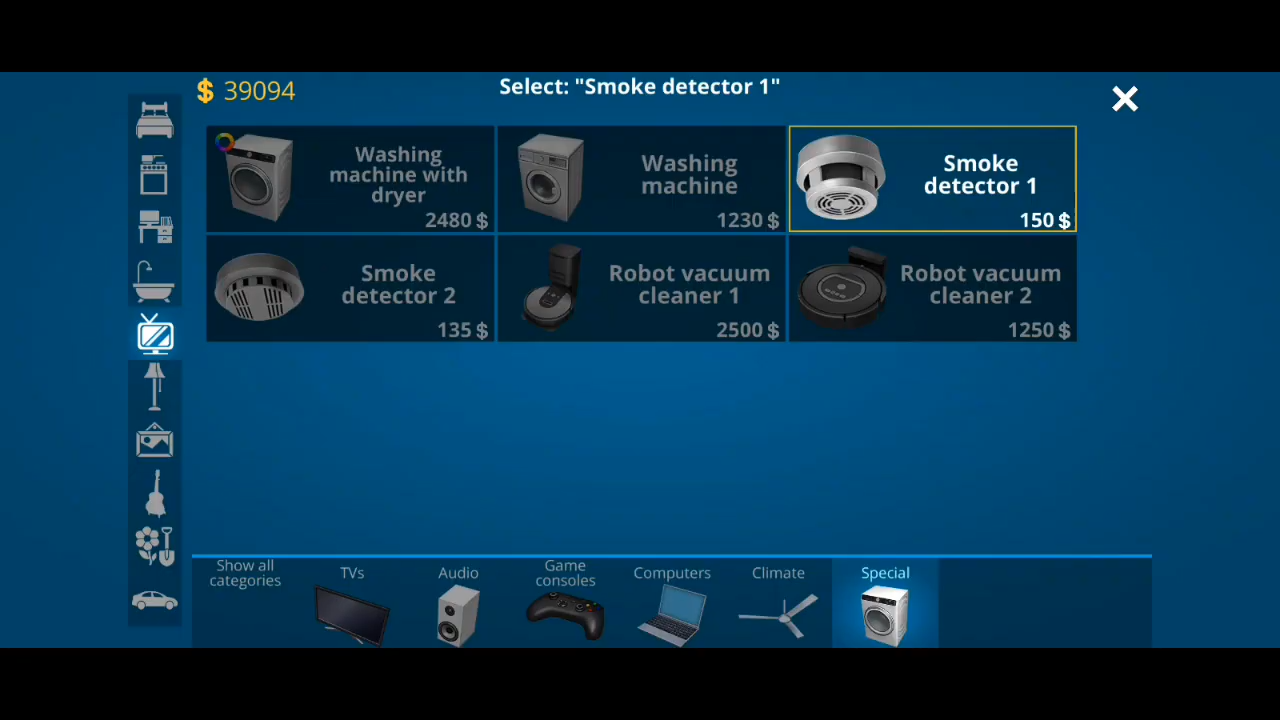 $ 39094
Select: "Smoke detector 1"
Washing
machine with
dryer
2480 $
Washing
machine
1230 $
Smoke
detector 1
150 $
Smoke
detector 2
135 $
Robot vacuum
cleaner 1
2500 $
Robot vacuum
cleaner 2
1250 $
Show all
categories
TVs
Audio
Game
consoles
Computers
Climate
Special